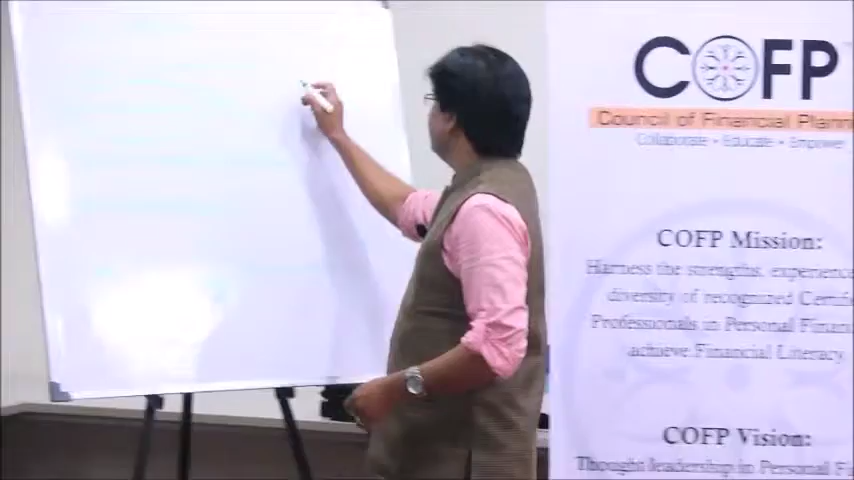 COFP
Council of Financial Plann
Collaborate • Educate • Empower
COFP Mission:
Harness the strengths, experience
diversity of recognized Certifie
Professionals in Personal Finan
achieve Financial Literacy
COFP Vision:
Thought leadership in Personal Fi